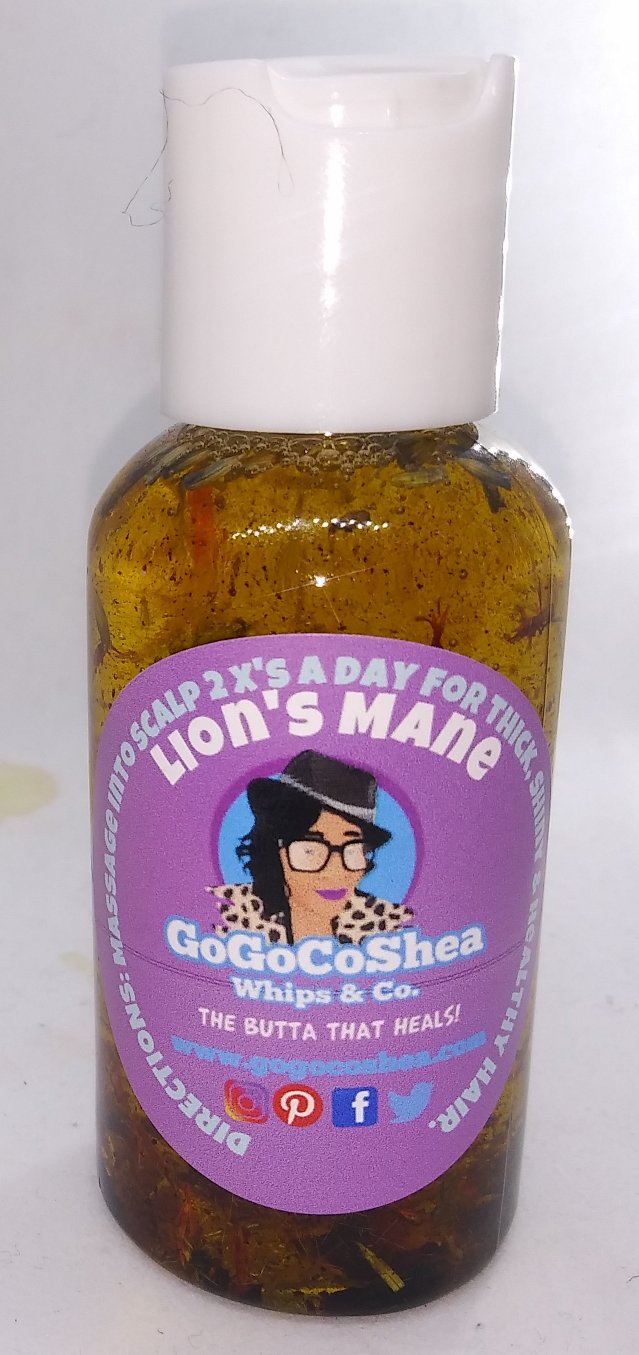 DIRECTIONS: MASSAGE INTO SCALP 2 X'S A DAY FOR THICK, SHINY & HEALTHY HAIR.
LION'S MANE
GoGoCoShea
Whips & Co.
THE BUTTA THAT HEALS!
www.gogocoshea.com